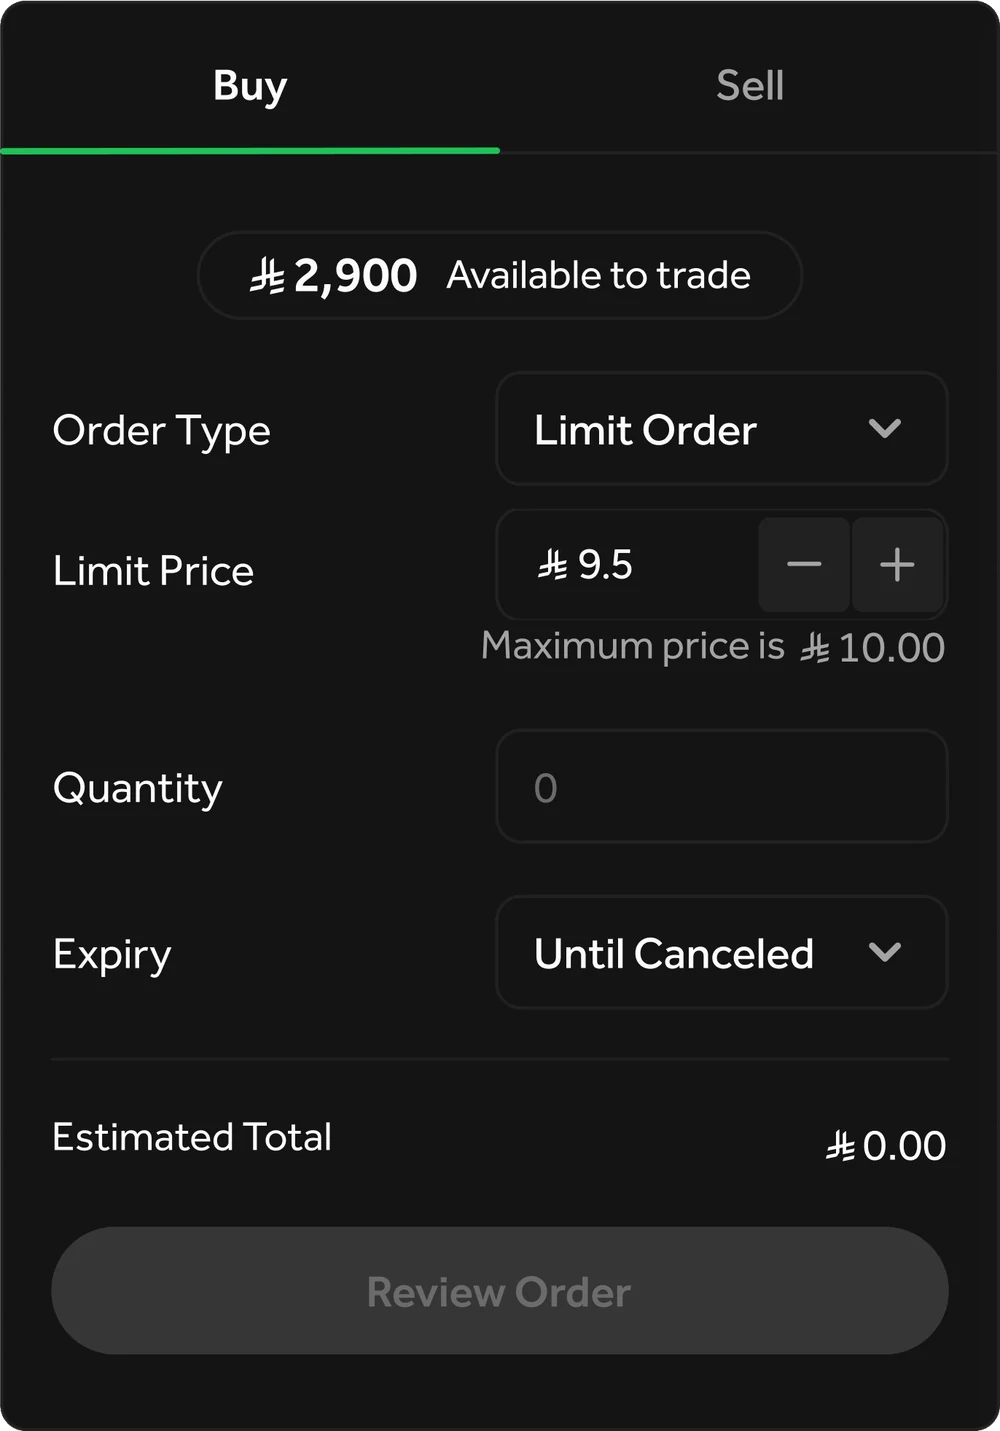 Buy
Sell
⃁ 2,900 Available to trade
Order Type
Limit Order
Limit Price
⃁ 9.5
− +
Maximum price is ⃁ 10.00
Quantity
0
Expiry
Until Canceled
Estimated Total
⃁ 0.00
Review Order